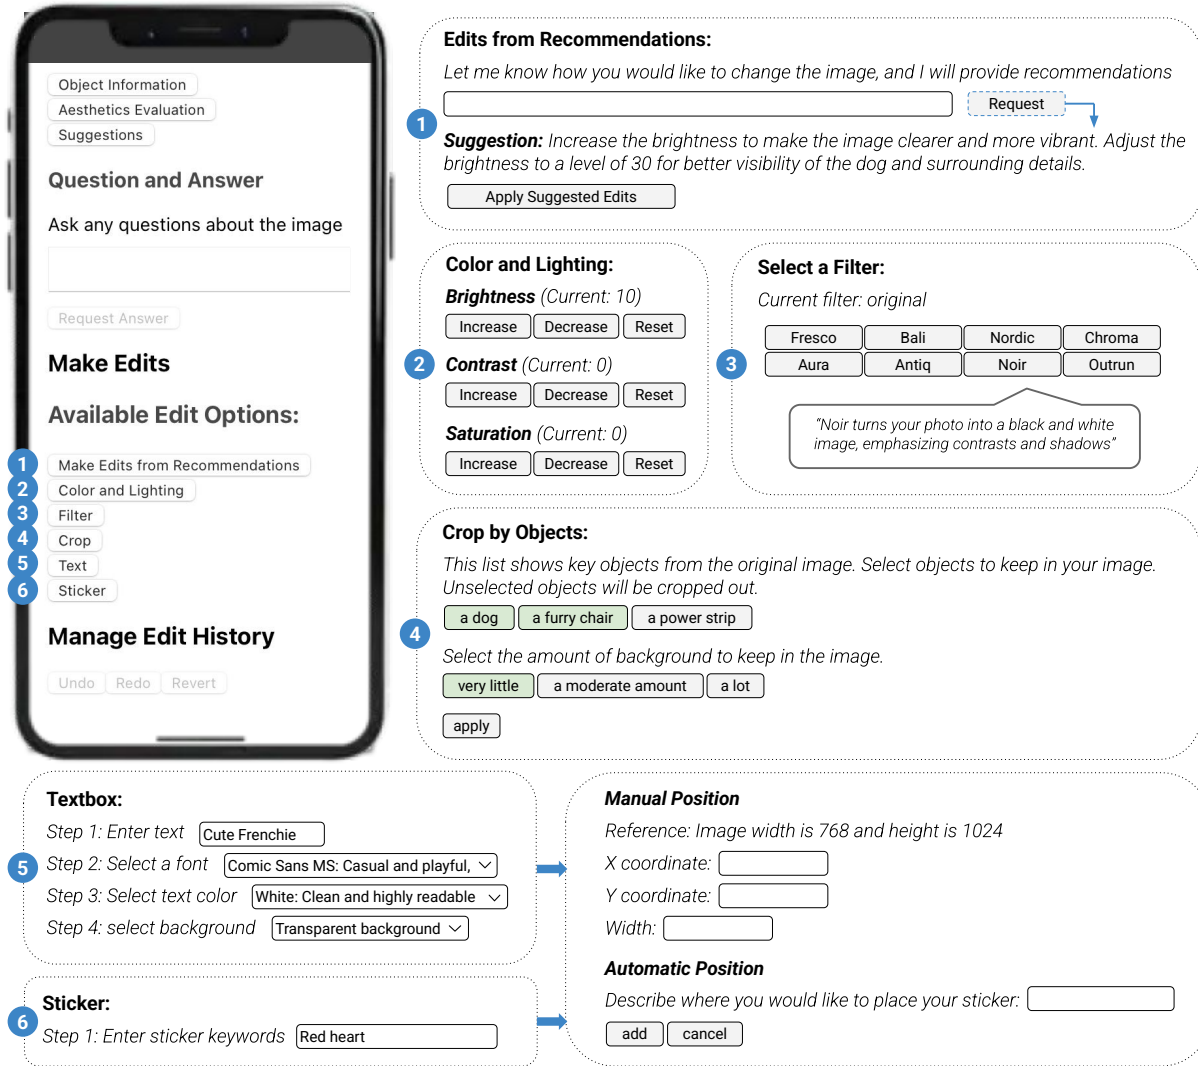 Object Information
Aesthetics Evaluation
Suggestions
Question and Answer
Ask any questions about the image
Request Answer
Make Edits
Available Edit Options:
1 Make Edits from Recommendations
2 Color and Lighting
3 Filter
4 Crop
5 Text
6 Sticker
Manage Edit History
Undo Redo Revert
1
Edits from Recommendations:
Let me know how you would like to change the image, and I will provide recommendations
Request
Suggestion: Increase the brightness to make the image clearer and more vibrant. Adjust the
brightness to a level of 30 for better visibility of the dog and surrounding details.
Apply Suggested Edits
2
Color and Lighting:
Brightness (Current: 10)
Increase Decrease Reset
Contrast (Current: 0)
Increase Decrease Reset
Saturation (Current: 0)
Increase Decrease Reset
3
Select a Filter:
Current filter: original
Fresco Bali Nordic Chroma
Aura Antiq Noir Outrun
“Noir turns your photo into a black and white
image, emphasizing contrasts and shadows”
4
Crop by Objects:
This list shows key objects from the original image. Select objects to keep in your image.
Unselected objects will be cropped out.
a dog a furry chair a power strip
Select the amount of background to keep in the image.
very little a moderate amount a lot
apply
5
Textbox:
Step 1: Enter text Cute Frenchie
Step 2: Select a font Comic Sans MS: Casual and playful,
Step 3: Select text color White: Clean and highly readable
Step 4: select background Transparent background
6
Sticker:
Step 1: Enter sticker keywords Red heart
Manual Position
Reference: Image width is 768 and height is 1024
X coordinate:
Y coordinate:
Width:
Automatic Position
Describe where you would like to place your sticker:
add cancel